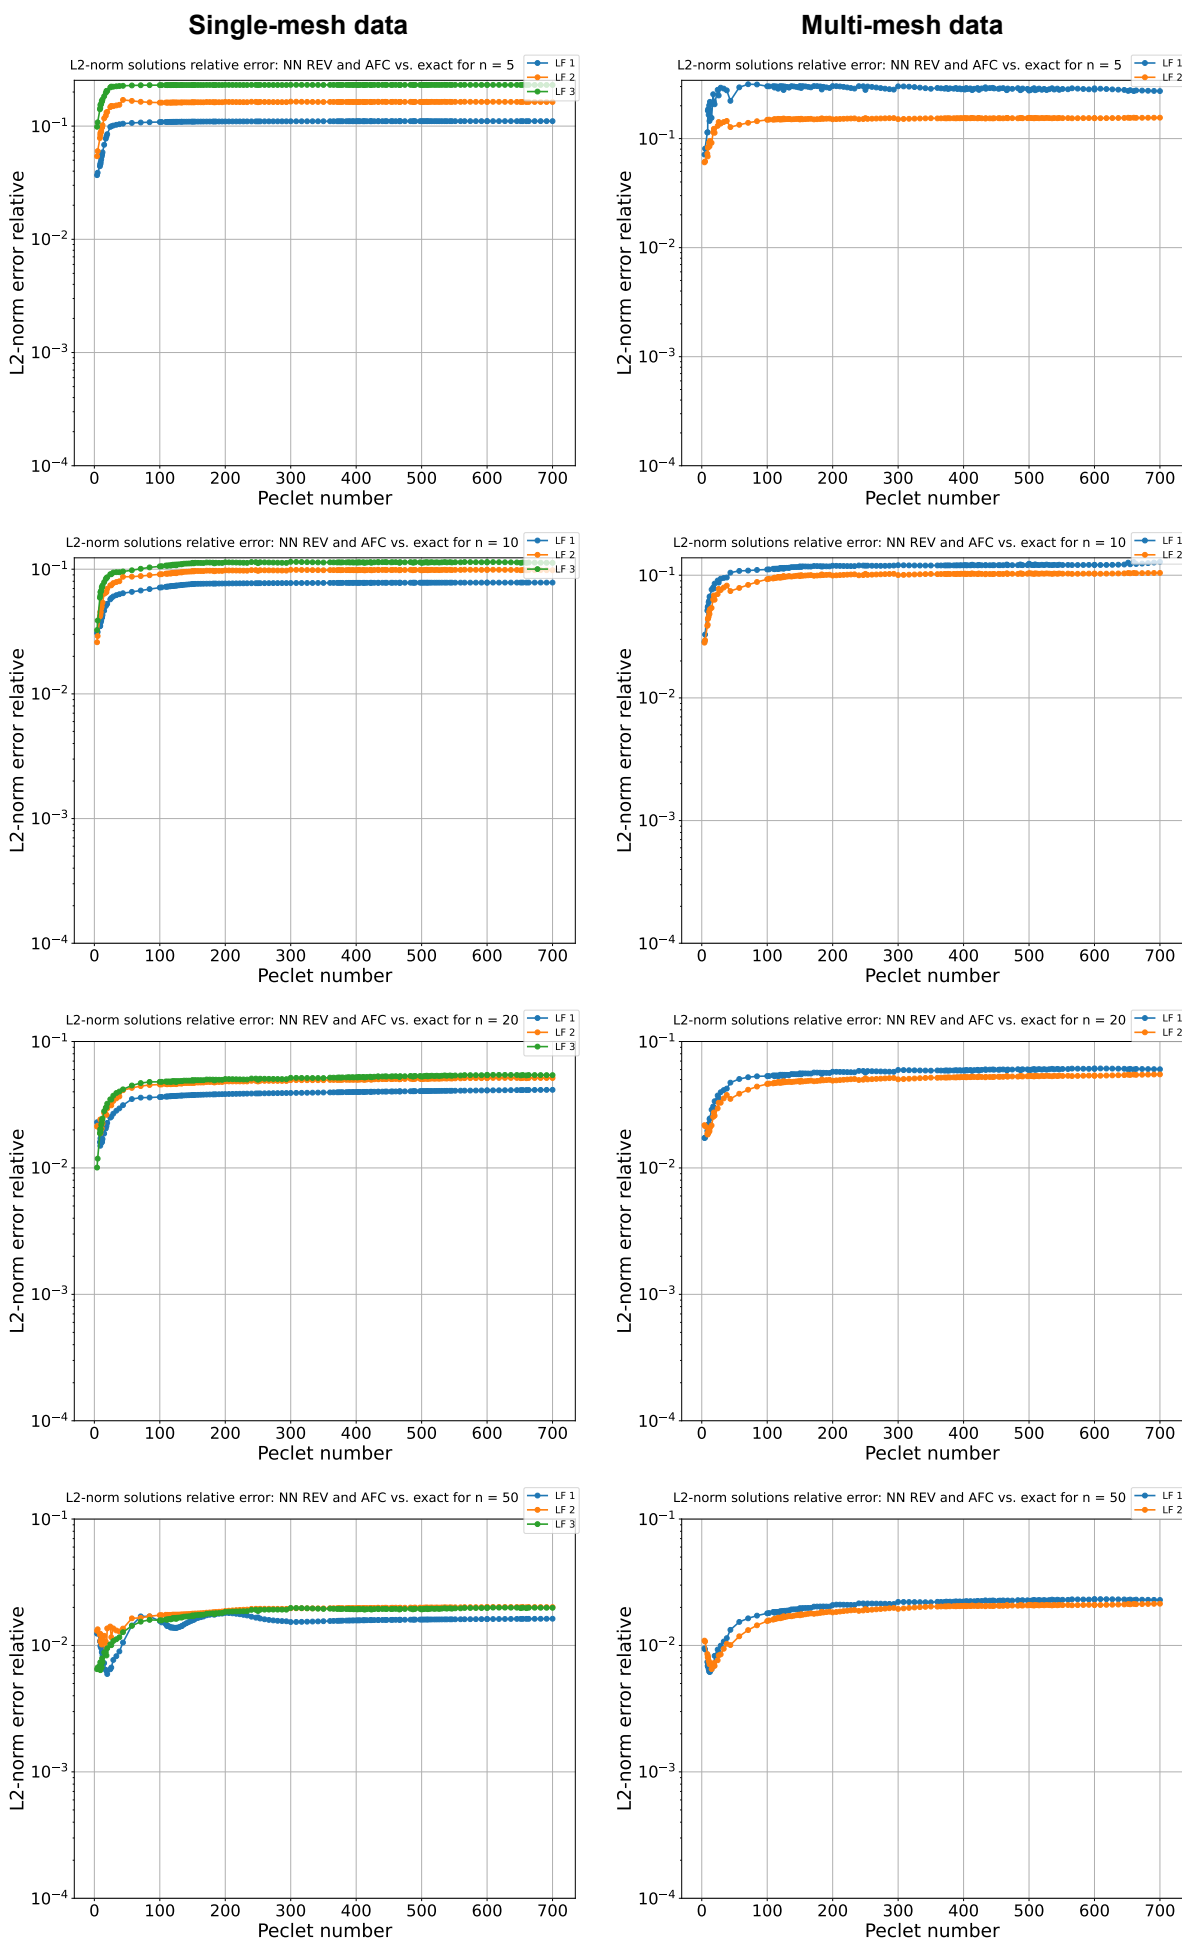 Single-mesh data
Multi-mesh data
L2-norm solutions relative error: NN REV and AFC vs. exact for n = 5
LF 1
LF 2
LF 3
10⁻¹
10⁻²
10⁻³
10⁻⁴
L2-norm error relative
0 100 200 300 400 500 600 700
Peclet number
L2-norm solutions relative error: NN REV and AFC vs. exact for n = 5
LF 1
LF 2
10⁻¹
10⁻²
10⁻³
10⁻⁴
L2-norm error relative
0 100 200 300 400 500 600 700
Peclet number
L2-norm solutions relative error: NN REV and AFC vs. exact for n = 10
LF 1
LF 2
LF 3
10⁻¹
10⁻²
10⁻³
10⁻⁴
L2-norm error relative
0 100 200 300 400 500 600 700
Peclet number
L2-norm solutions relative error: NN REV and AFC vs. exact for n = 10
LF 1
LF 2
10⁻¹
10⁻²
10⁻³
10⁻⁴
L2-norm error relative
0 100 200 300 400 500 600 700
Peclet number
L2-norm solutions relative error: NN REV and AFC vs. exact for n = 20
LF 1
LF 2
LF 3
10⁻¹
10⁻²
10⁻³
10⁻⁴
L2-norm error relative
0 100 200 300 400 500 600 700
Peclet number
L2-norm solutions relative error: NN REV and AFC vs. exact for n = 20
LF 1
LF 2
10⁻¹
10⁻²
10⁻³
10⁻⁴
L2-norm error relative
0 100 200 300 400 500 600 700
Peclet number
L2-norm solutions relative error: NN REV and AFC vs. exact for n = 50
LF 1
LF 2
LF 3
10⁻¹
10⁻²
10⁻³
10⁻⁴
L2-norm error relative
0 100 200 300 400 500 600 700
Peclet number
L2-norm solutions relative error: NN REV and AFC vs. exact for n = 50
LF 1
LF 2
10⁻¹
10⁻²
10⁻³
10⁻⁴
L2-norm error relative
0 100 200 300 400 500 600 700
Peclet number